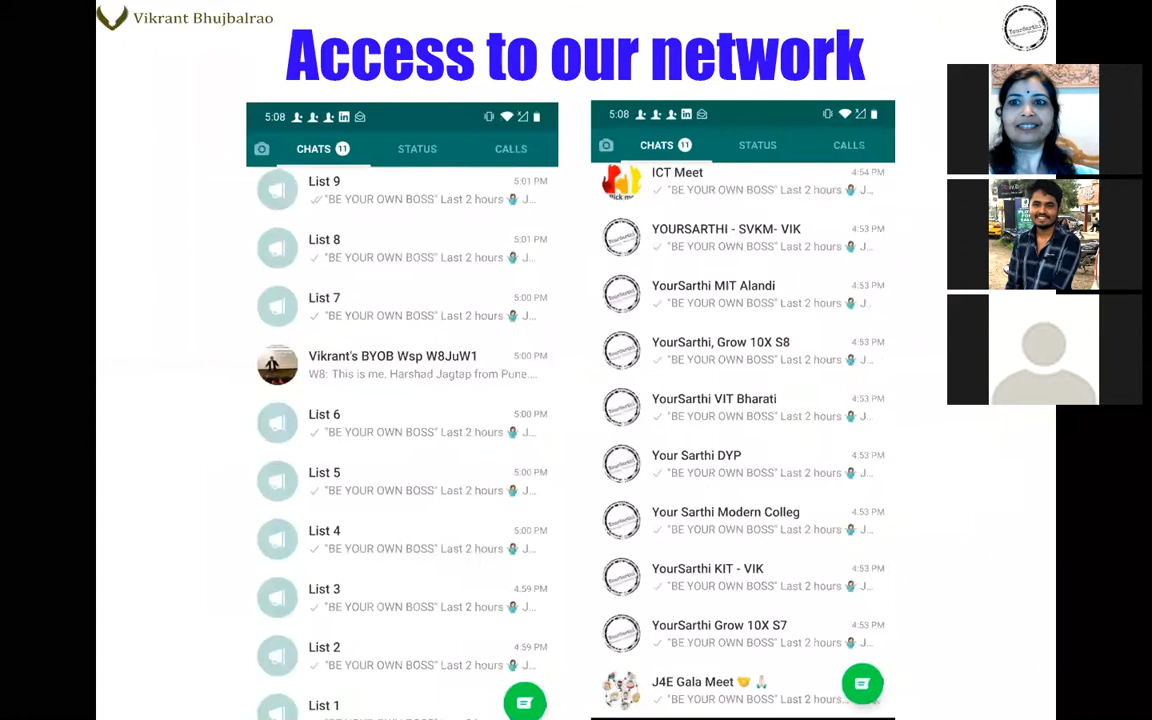 Vikrant Bhujbalrao
YourSarthi
Access to our network
5:08
CHATS 11 STATUS CALLS
List 9 5:01 PM
"BE YOUR OWN BOSS" Last 2 hours 🤷‍♀️ J...
List 8 5:01 PM
"BE YOUR OWN BOSS" Last 2 hours 🤷‍♀️ J...
List 7 5:00 PM
"BE YOUR OWN BOSS" Last 2 hours 🤷‍♀️ J...
Vikrant's BYOB Wsp W8JuW1 5:00 PM
W8: This is me. Harshad Jagtap from Pune....
List 6 5:00 PM
"BE YOUR OWN BOSS" Last 2 hours 🤷‍♀️ J...
List 5 5:00 PM
"BE YOUR OWN BOSS" Last 2 hours 🤷‍♀️ J...
List 4 5:00 PM
"BE YOUR OWN BOSS" Last 2 hours 🤷‍♀️ J...
List 3 4:59 PM
"BE YOUR OWN BOSS" Last 2 hours 🤷‍♀️ J...
List 2 4:59 PM
"BE YOUR OWN BOSS" Last 2 hours 🤷‍♀️ J...
List 1
5:08
CHATS 11 STATUS CALLS
ICT Meet 4:54 PM
"BE YOUR OWN BOSS" Last 2 hours 🤷‍♀️ J...
YOURSARTHI - SVKM- VIK 4:53 PM
"BE YOUR OWN BOSS" Last 2 hours 🤷‍♀️ J...
YourSarthi MIT Alandi 4:53 PM
"BE YOUR OWN BOSS" Last 2 hours 🤷‍♀️ J...
YourSarthi, Grow 10X S8 4:53 PM
"BE YOUR OWN BOSS" Last 2 hours 🤷‍♀️ J...
YourSarthi VIT Bharati 4:53 PM
"BE YOUR OWN BOSS" Last 2 hours 🤷‍♀️ J...
Your Sarthi DYP 4:53 PM
"BE YOUR OWN BOSS" Last 2 hours 🤷‍♀️ J...
Your Sarthi Modern Colleg 4:53 PM
"BE YOUR OWN BOSS" Last 2 hours 🤷‍♀️ J...
YourSarthi KIT - VIK 4:53 PM
"BE YOUR OWN BOSS" Last 2 hours 🤷‍♀️ J...
YourSarthi Grow 10X S7 4:53 PM
"BE YOUR OWN BOSS" Last 2 hours 🤷‍♀️ J...
J4E Gala Meet 🤝 🙏🏻
"BE YOUR OWN BOSS" Last 2 hours